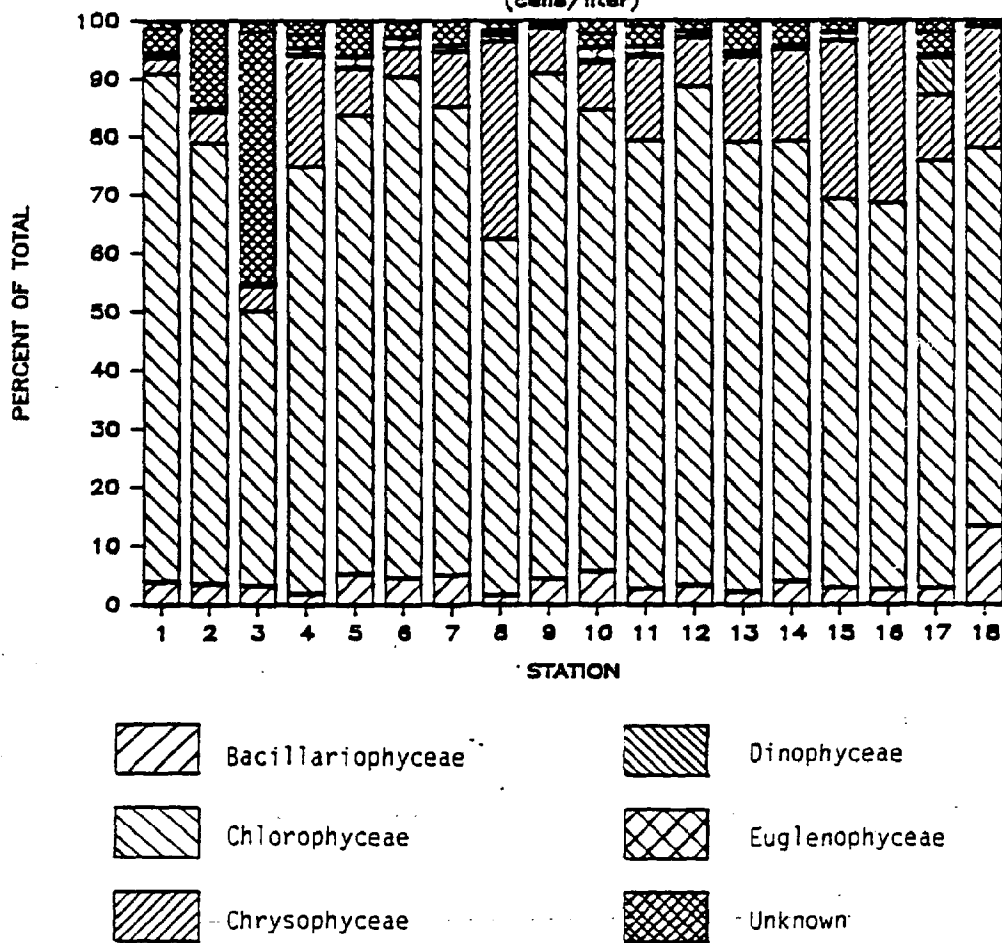 (cells/liter)
100
90
80
70
60
50
40
30
20
10
0
PERCENT OF TOTAL
1 2 3 4 5 6 7 8 9 10 11 12 13 14 15 16 17 18
STATION
Bacillariophyceae
Chlorophyceae
Chrysophyceae
Dinophyceae
Euglenophyceae
Unknown